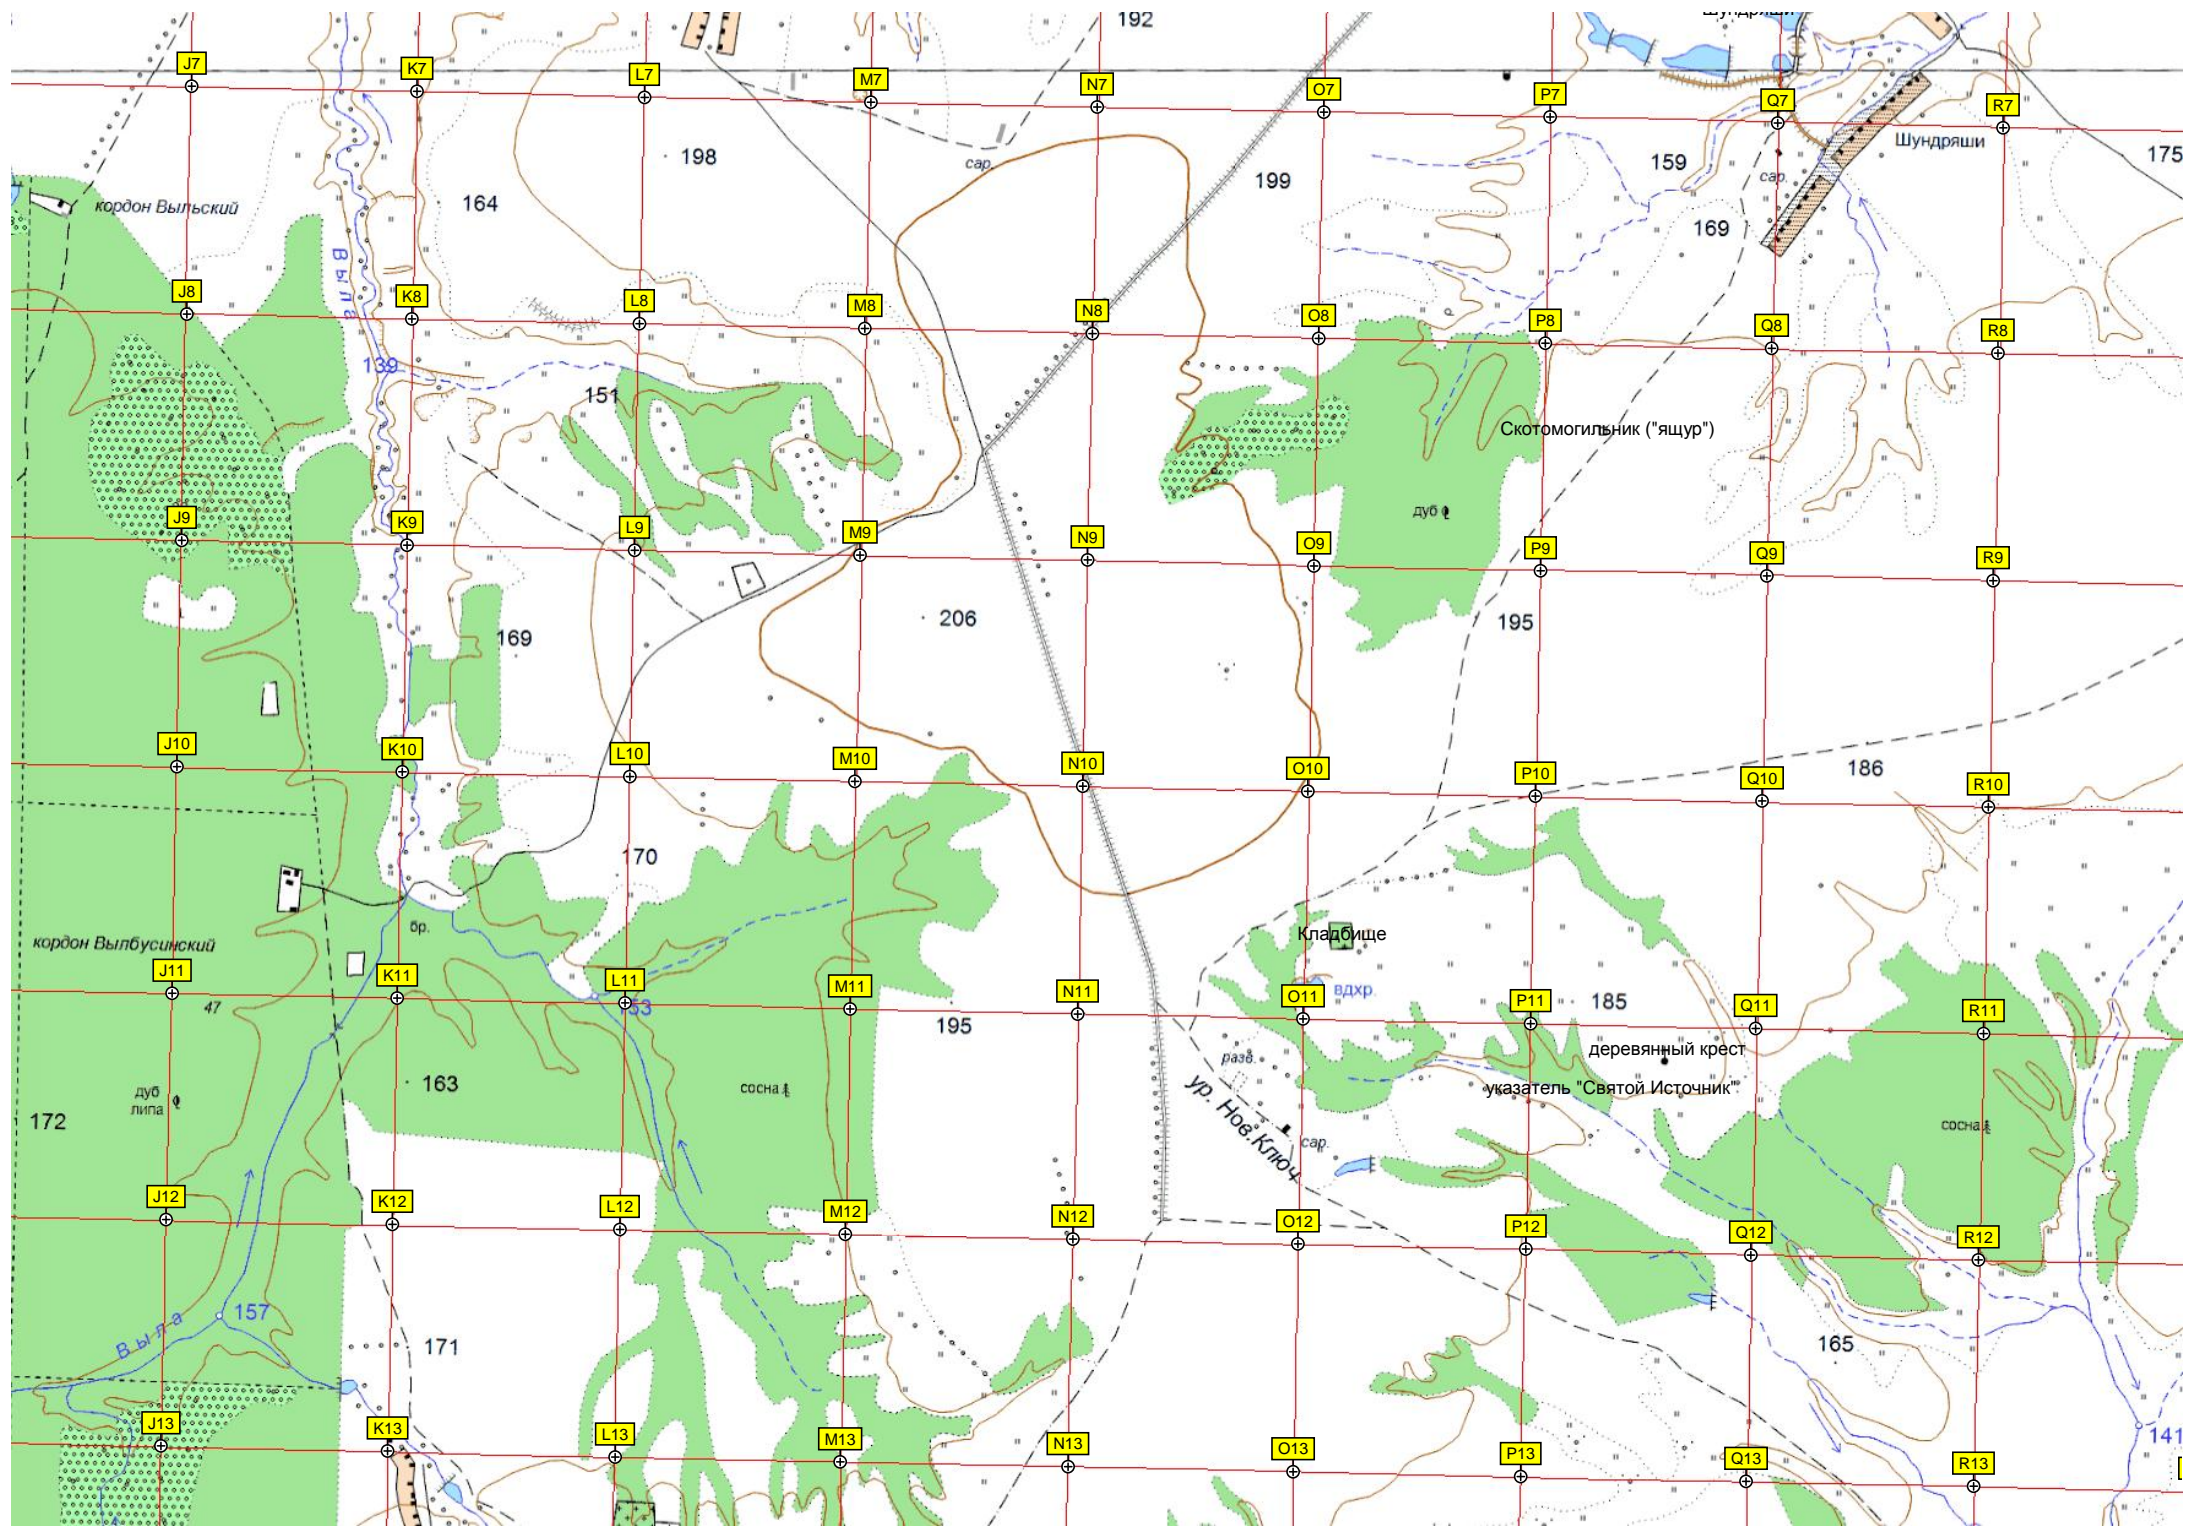 Шундряши
192
J7
K7
L7
M7
N7
O7
P7
Q7
R7
198
сар.
199
159
сар.
Шундряши
175
кордон Выльский
164
169
Выла
J8
K8
L8
M8
N8
O8
P8
Q8
R8
139
151
Скотомогильник ("ящур")
дуб
J9
K9
L9
M9
N9
O9
P9
Q9
R9
206
195
169
J10
K10
L10
M10
N10
O10
P10
Q10
R10
186
170
бр.
кордон Вылбусинский
Кладбище
J11
K11
L11
M11
N11
O11
вдхр.
P11
185
Q11
R11
47
153
195
разв.
деревянный крест
163
сосна
указатель "Святой Источник"
дуб
липа
172
ур. Нов.Ключ
сар.
сосна
J12
K12
L12
M12
N12
O12
P12
Q12
R12
157
Выла
171
165
J13
K13
L13
M13
N13
O13
P13
Q13
R13
141